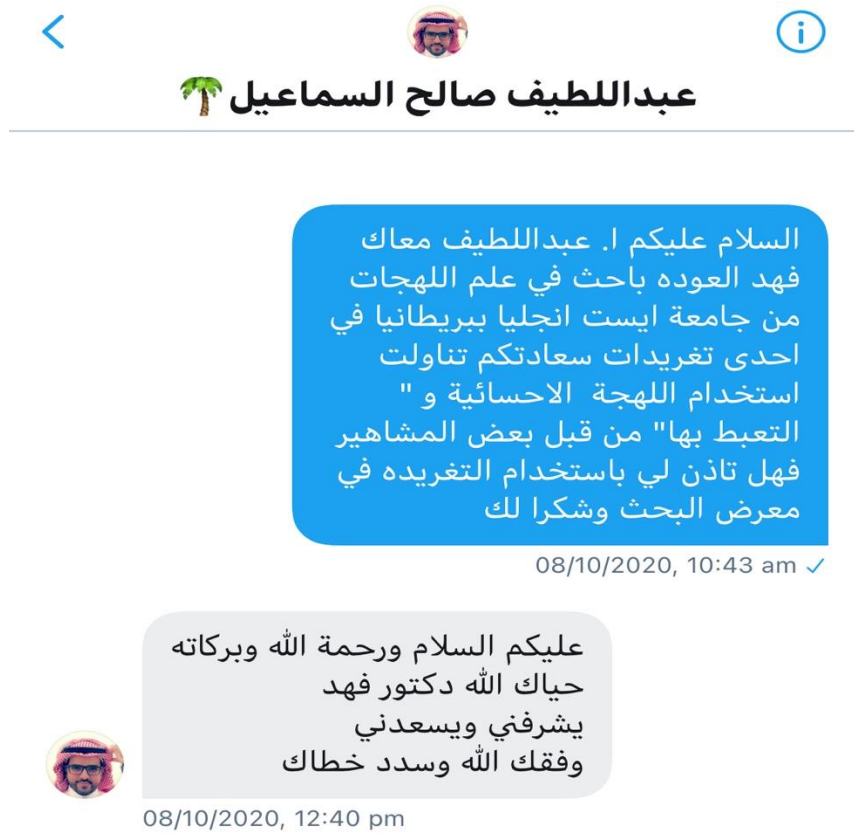 عبداللطيف صالح السماعيل🌴
السلام عليكم ا. عبداللطيف معاك
فهد العوده باحث في علم اللهجات
من جامعة ايست انجليا ببريطانيا في
احدى تغريدات سعادتكم تناولت
استخدام اللهجة الاحسائية و "
التعبط بها" من قبل بعض المشاهير
فهل تاذن لي باستخدام التغريده في
معرض البحث وشكرا لك
08/10/2020, 10:43 am ✓
عليكم السلام ورحمة الله وبركاته
حياك الله دكتور فهد
يشرفني ويسعدني
وفقك الله وسدد خطاك
08/10/2020, 12:40 pm